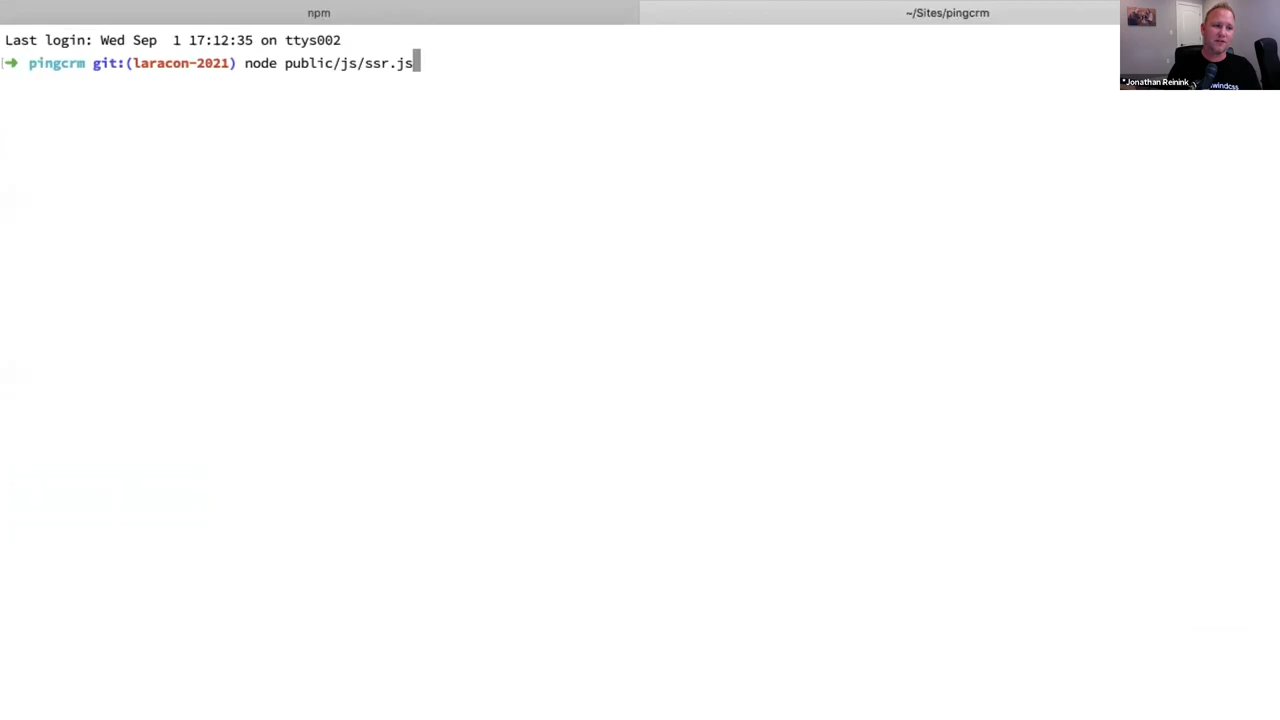 npm
~/Sites/pingcrm
Last login: Wed Sep  1 17:12:35 on ttys002
➜  pingcrm git:(laracon-2021) node public/js/ssr.js
*Jonathan Reinink
windcss